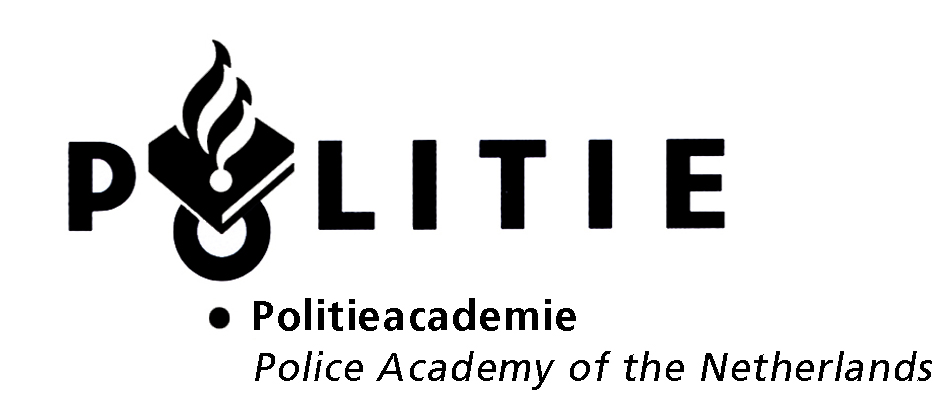 POLITIE
• Politieacademie
Police Academy of the Netherlands